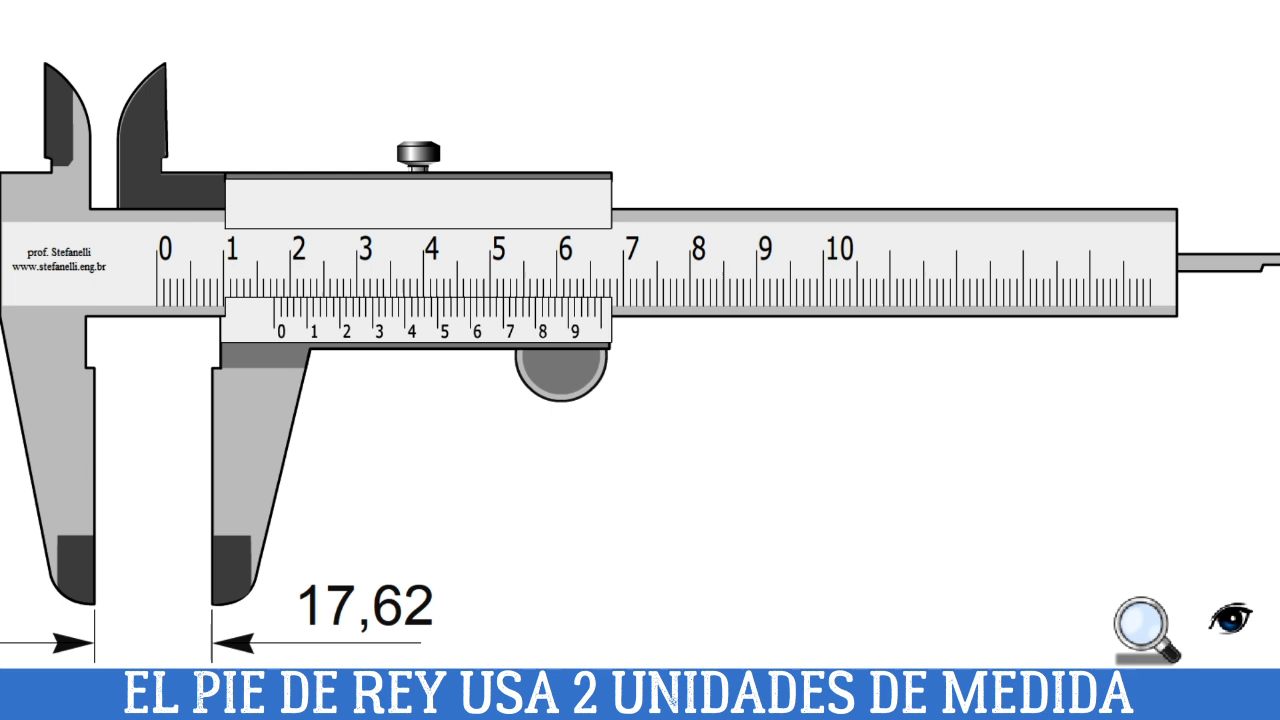 prof. Stefanelli
www.stefanelli.eng.br
0 1 2 3 4 5 6 7 8 9 10
0 1 2 3 4 5 6 7 8 9
17,62
EL PIE DE REY USA 2 UNIDADES DE MEDIDA